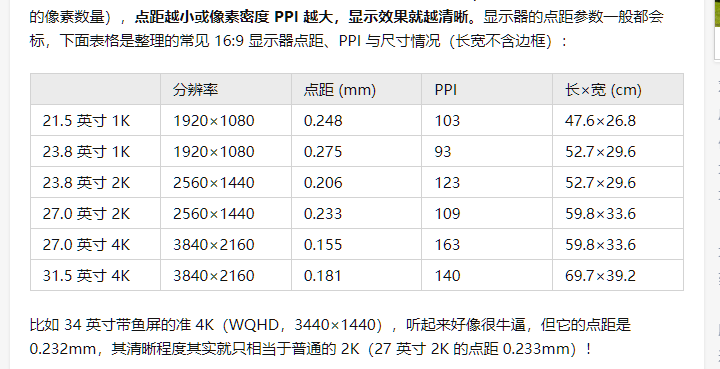 的像素数量），点距越小或像素密度 PPI 越大，显示效果就越清晰。显示器的点距参数一般都会
标，下面表格是整理的常见 16:9 显示器点距、PPI 与尺寸情况（长宽不含边框）：
分辨率 点距 (mm) PPI 长×宽 (cm)
21.5 英寸 1K 1920×1080 0.248 103 47.6×26.8
23.8 英寸 1K 1920×1080 0.275 93 52.7×29.6
23.8 英寸 2K 2560×1440 0.206 123 52.7×29.6
27.0 英寸 2K 2560×1440 0.233 109 59.8×33.6
27.0 英寸 4K 3840×2160 0.155 163 59.8×33.6
31.5 英寸 4K 3840×2160 0.181 140 69.7×39.2
比如 34 英寸带鱼屏的准 4K（WQHD，3440×1440），听起来好像很牛逼，但它的点距是
0.232mm，其清晰程度其实就只相当于普通的 2K（27 英寸 2K 的点距 0.233mm）！